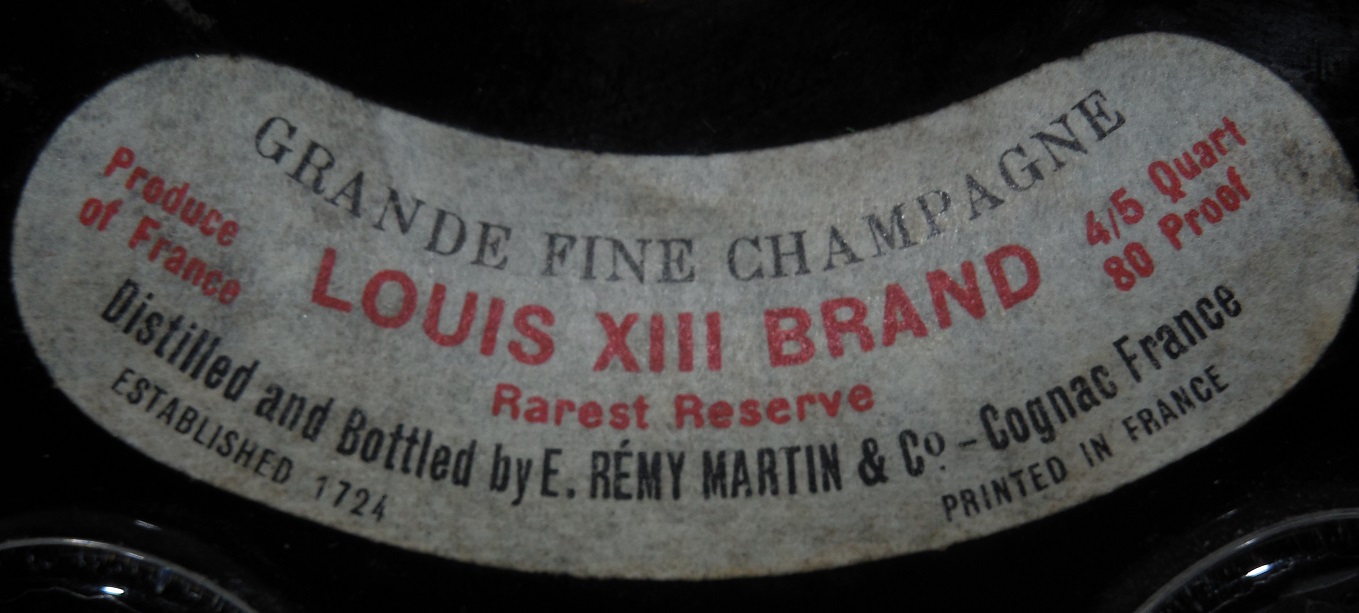 GRANDE FINE CHAMPAGNE
Produce
of France
LOUIS XIII BRAND
4/5 Quart
80 Proof
Rarest Reserve
Distilled and Bottled by E. RÉMY MARTIN & Cº. - Cognac France
ESTABLISHED 1724
PRINTED IN FRANCE